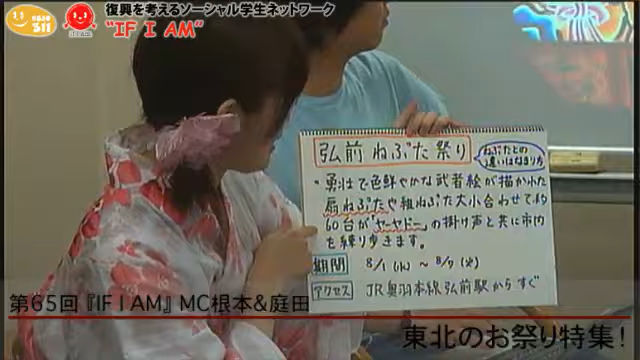 復興を考えるソーシャル学生ネットワーク
"IF I AM"
311
弘前 ねぷた祭り
ねぶたとの
違いはなまり方
・勇壮で色鮮やかな武者絵が描かれた
扇ねぷたや組ねぷた大小合わせて約
60台が「ヤーヤドー」の掛け声と共に市内
を練り歩きます。
期間 8/1(水)~8/7(火)
アクセス JR奥羽本線弘前駅からすぐ
第65回『IF I AM』MC根本&庭田
東北のお祭り特集!